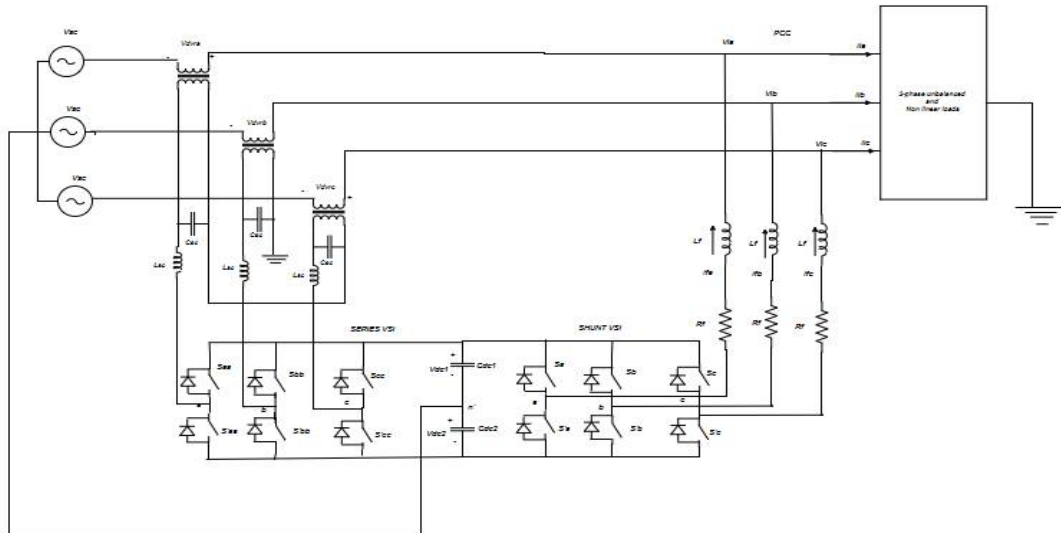 Vsc
Vdvra
Vla
PCC
Ila
Vsc
Vdvrb
Vlb
Ilb
3-phase unbalanced
and
Non linear loads
Vsc
Vdvrc
Vlc
Ilc
Csc
Csc
Csc
Lsc
Lsc
Lsc
Lf
Lf
Lf
Ifa
Ifb
Ifc
Rf
Rf
Rf
SERIES VSI
SHUNT VSI
Saa
Sbb
Scc
Vdc1
Cdc1
Sa
Sb
Sc
a
b
c
n'
a
b
c
S'aa
S'bb
S'cc
Vdc2
Cdc2
S'a
S'b
S'c